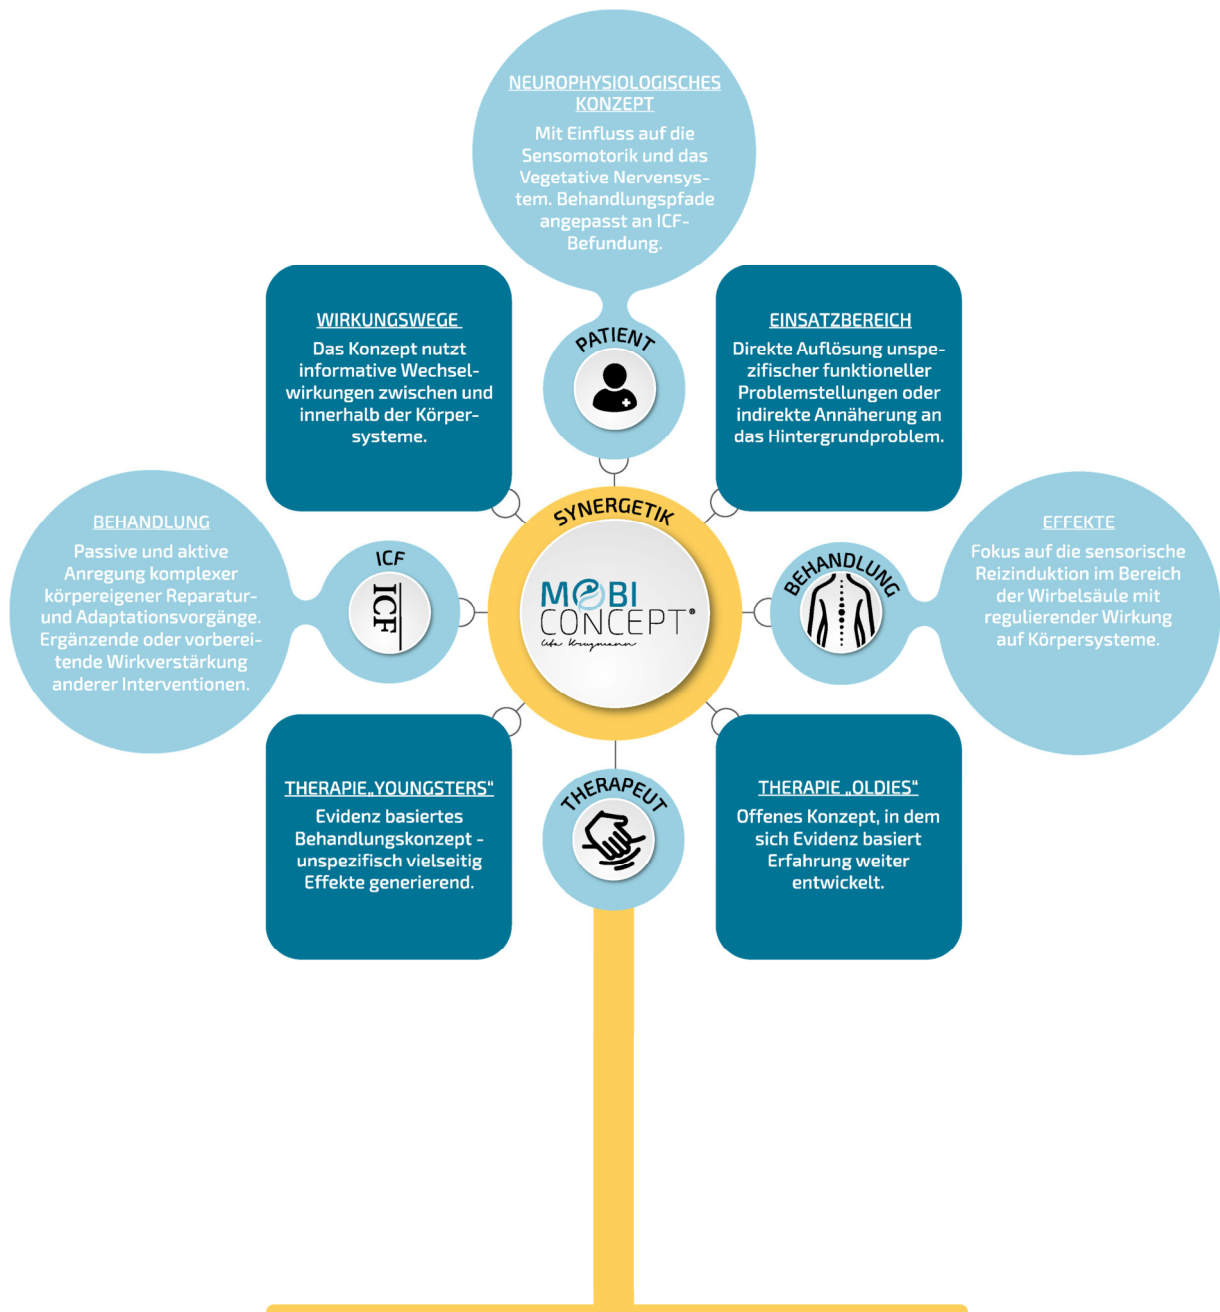 NEUROPHYSIOLOGISCHES
KONZEPT
Mit Einfluss auf die
Sensomotorik und das
Vegetative Nervensys-
tem. Behandlungspfade
angepasst an ICF-
Befundung.
WIRKUNGSWEGE
Das Konzept nutzt
informative Wechsel-
wirkungen zwischen und
innerhalb der Körper-
systeme.
PATIENT
EINSATZBEREICH
Direkte Auflösung unspe-
zifischer funktioneller
Problemstellungen oder
indirekte Annäherung an
das Hintergrundproblem.
BEHANDLUNG
Passive und aktive
Anregung komplexer
körpereigener Reparatur-
und Adaptationsvorgänge.
Ergänzende oder vorberei-
tende Wirkverstärkung
anderer Interventionen.
ICF
ICF
SYNERGETIK
MOBI
CONCEPT®
Uta Krugmann
BEHANDLUNG
EFFEKTE
Fokus auf die sensorische
Reizinduktion im Bereich
der Wirbelsäule mit
regulierender Wirkung
auf Körpersysteme.
THERAPIE„YOUNGSTERS“
Evidenz basiertes
Behandlungskonzept -
unspezifisch vielseitig
Effekte generierend.
THERAPEUT
THERAPIE „OLDIES“
Offenes Konzept, in dem
sich Evidenz basiert
Erfahrung weiter
entwickelt.